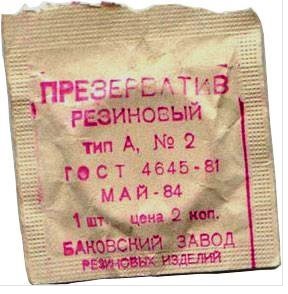 ПРЕЗЕРВАТИВ
РЕЗИНОВЫЙ
ТИП А, № 2
ГОСТ 4645-81
МАЙ-84
1 шт. цена 2 коп.
БАКОВСКИЙ ЗАВОД
РЕЗИНОВЫХ ИЗДЕЛИЙ